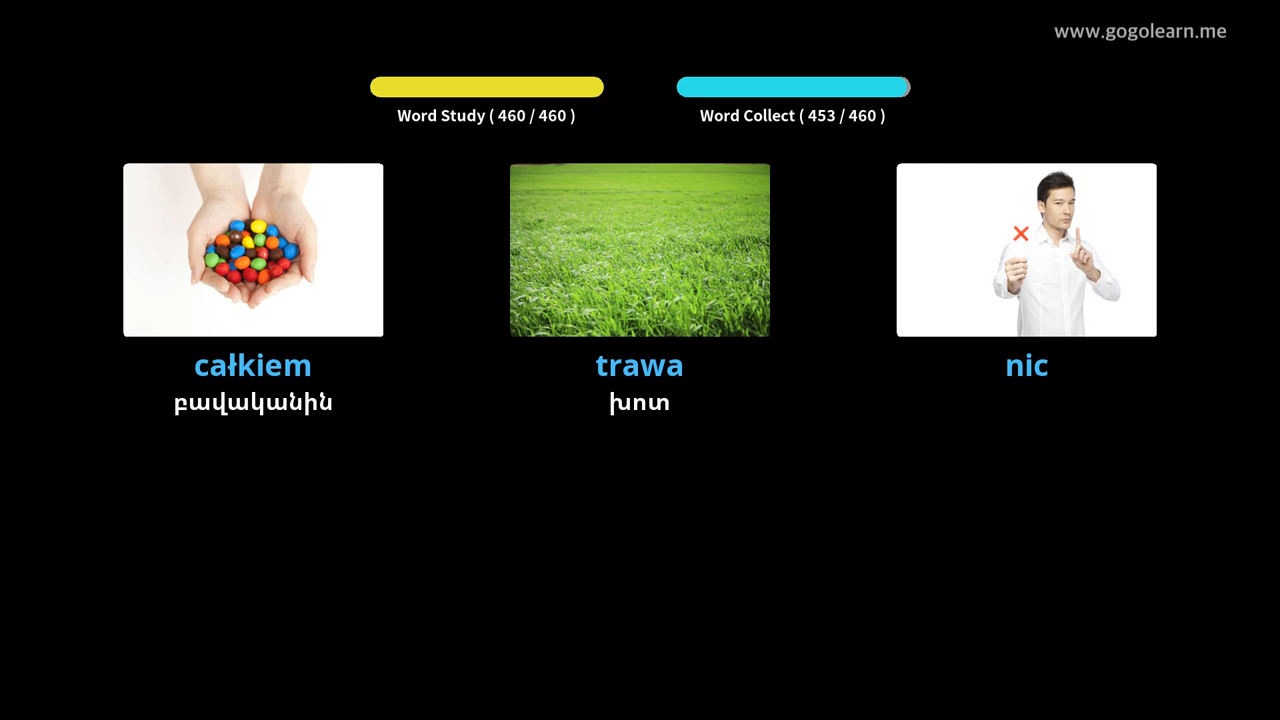 www.gogolearn.me
Word Study ( 460 / 460 )
Word Collect ( 453 / 460 )
całkiem
բավականին
trawa
խոտ
nic